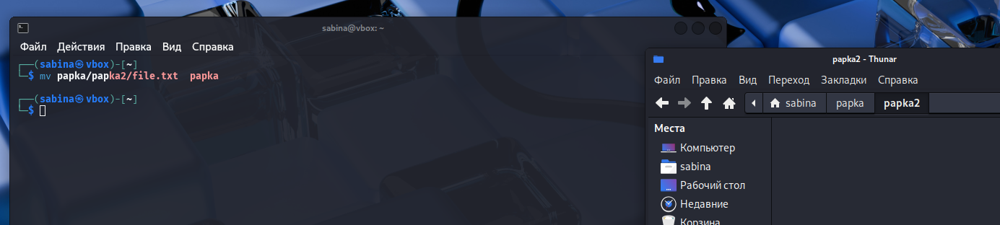 sabina@vbox: ~
Файл Действия Правка Вид Справка
┌──(sabina㉿vbox)-[~]
└─$ mv papka/papka2/file.txt  papka
┌──(sabina㉿vbox)-[~]
└─$
papka2 - Thunar
Файл Правка Вид Переход Закладки Справка
sabina papka papka2
Места
Компьютер
sabina
Рабочий стол
Недавние
Корзина